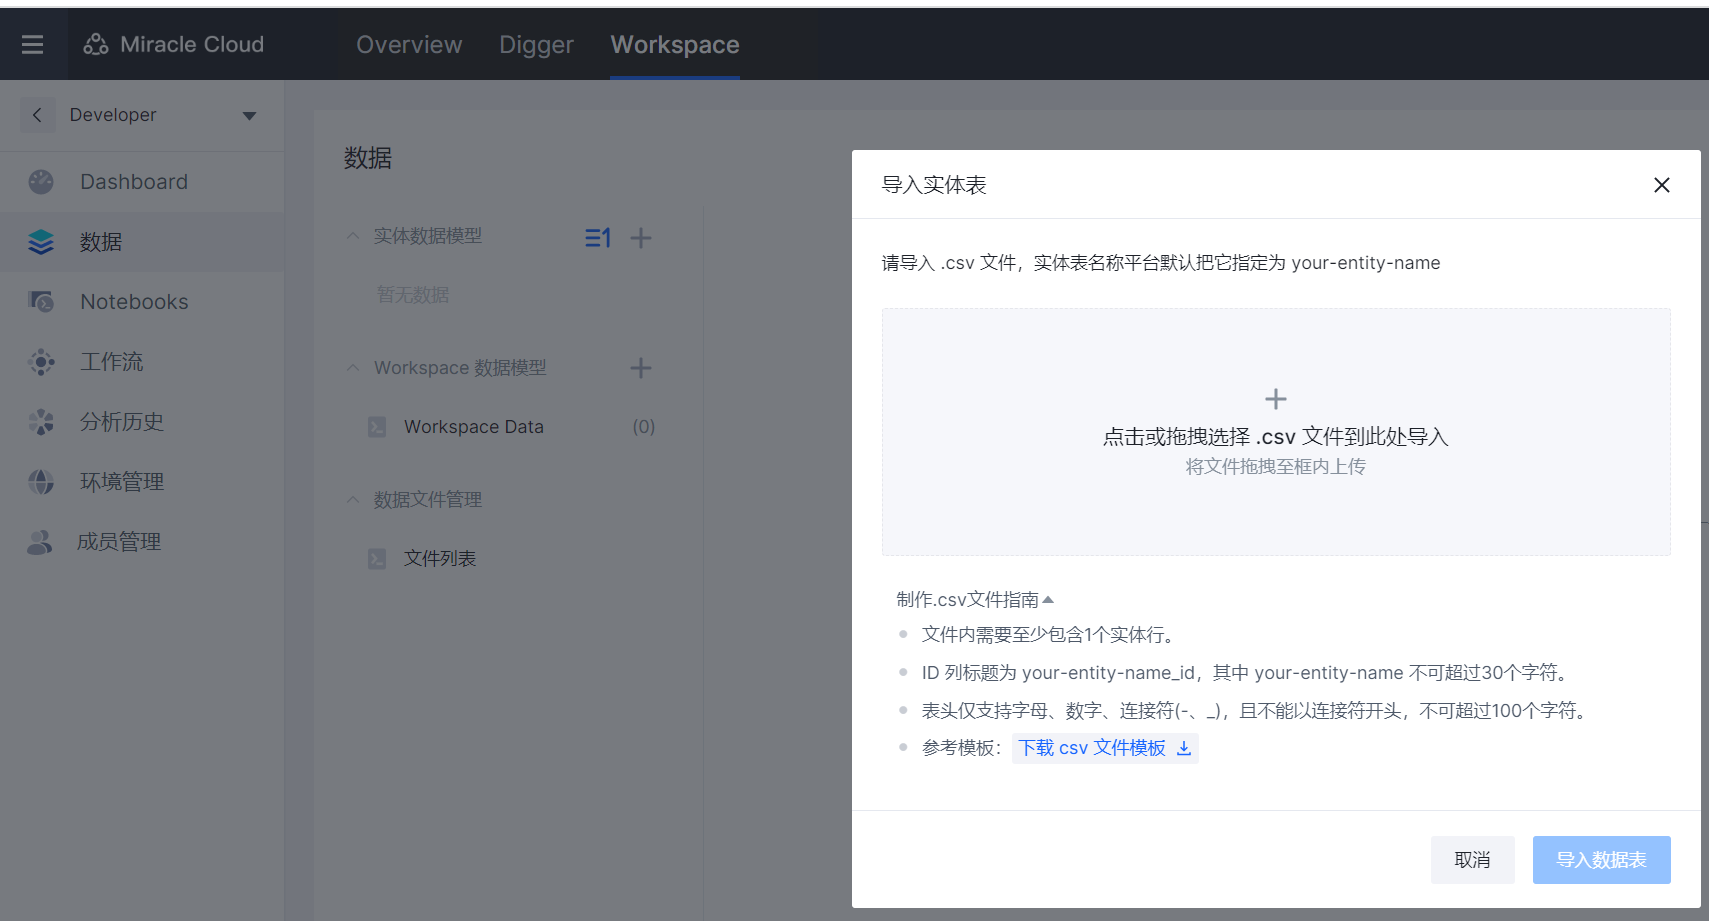 Miracle Cloud
Overview
Digger
Workspace
Developer
Dashboard
数据
Notebooks
工作流
分析历史
环境管理
成员管理
数据
实体数据模型
暂无数据
Workspace 数据模型
Workspace Data (0)
数据文件管理
文件列表
导入实体表
请导入 .csv 文件，实体表名称平台默认把它指定为 your-entity-name
点击或拖拽选择 .csv 文件到此处导入
将文件拖拽至框内上传
制作.csv文件指南
文件内需要至少包含1个实体行。
ID 列标题为 your-entity-name_id，其中 your-entity-name 不可超过30个字符。
表头仅支持字母、数字、连接符(-、_)，且不能以连接符开头，不可超过100个字符。
参考模板： 下载 csv 文件模板
取消
导入数据表